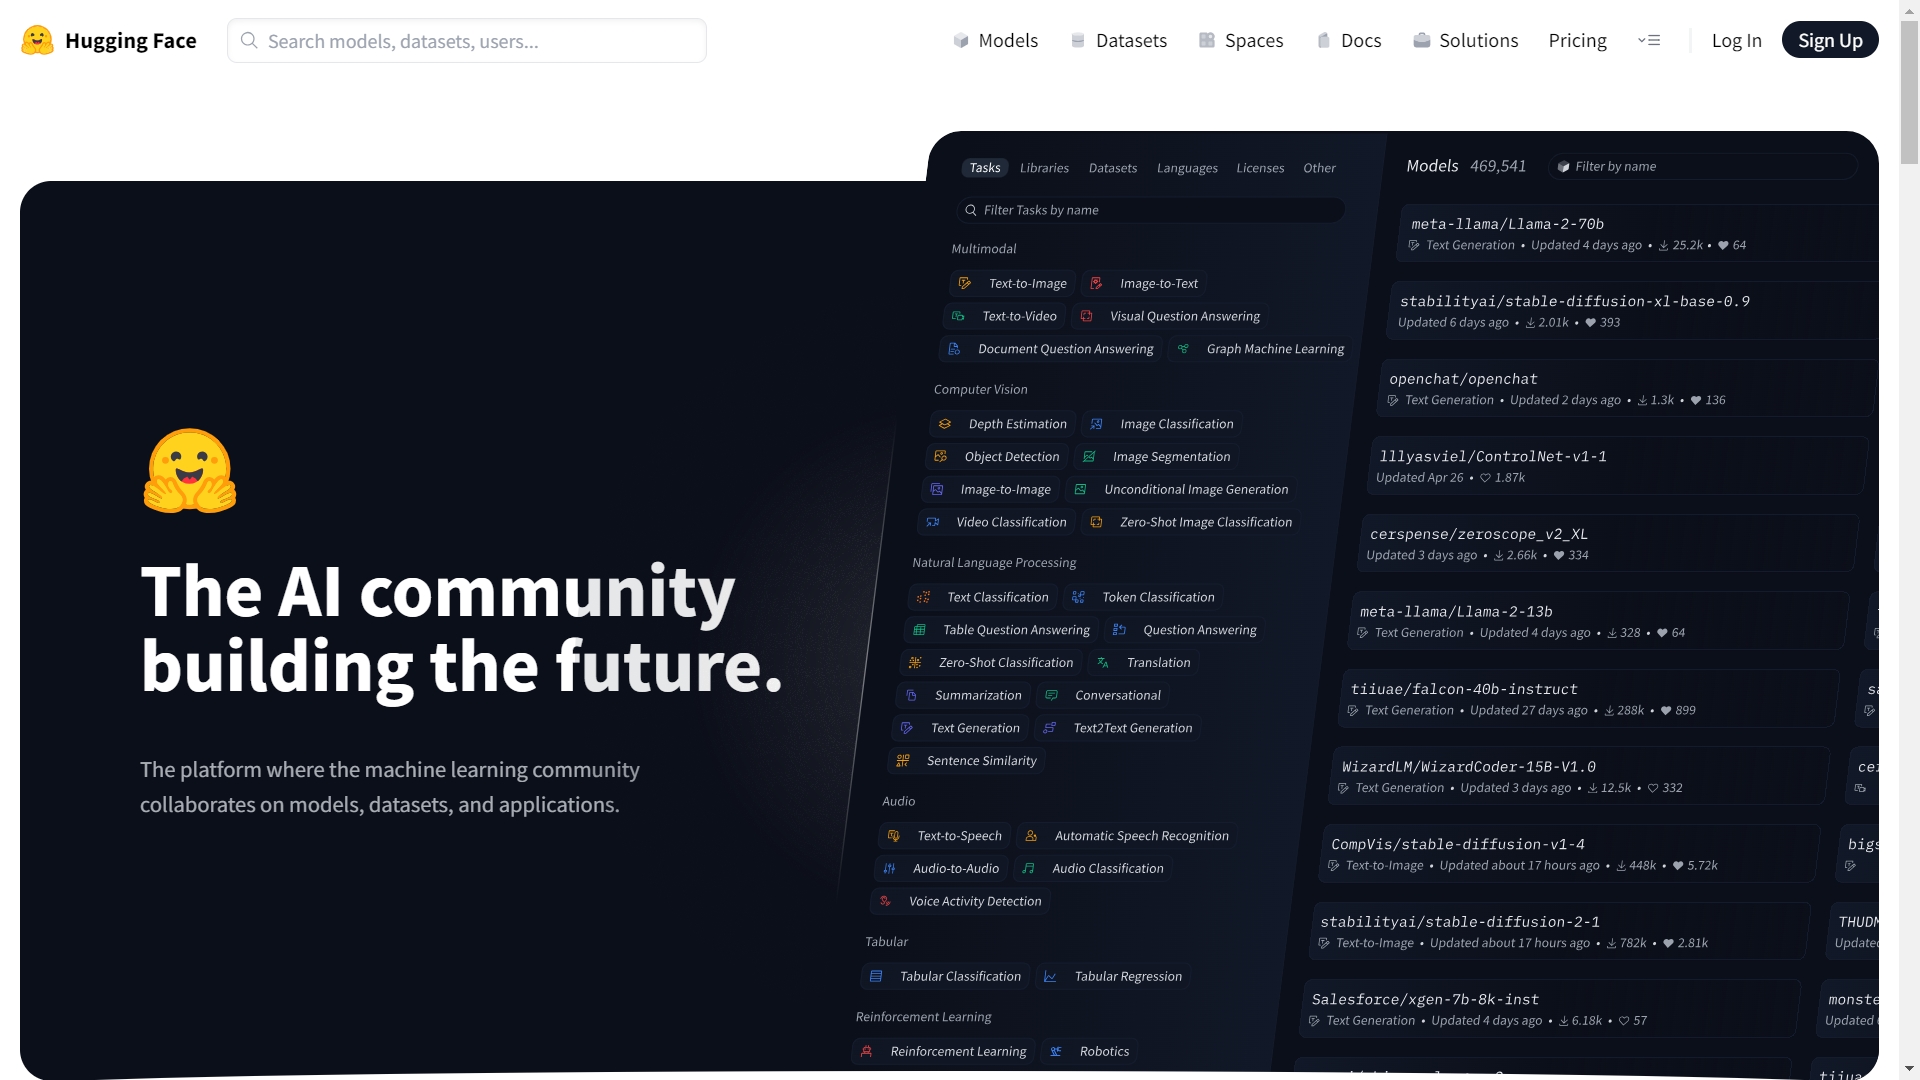 Hugging Face
Search models, datasets, users...
Models
Datasets
Spaces
Docs
Solutions
Pricing
Log In
Sign Up
The AI community
building the future.
The platform where the machine learning community
collaborates on models, datasets, and applications.
Tasks Libraries Datasets Languages Licenses Other
Filter Tasks by name
Multimodal
Text-to-Image Image-to-Text
Text-to-Video Visual Question Answering
Document Question Answering Graph Machine Learning
Computer Vision
Depth Estimation Image Classification
Object Detection Image Segmentation
Image-to-Image Unconditional Image Generation
Video Classification Zero-Shot Image Classification
Natural Language Processing
Text Classification Token Classification
Table Question Answering Question Answering
Zero-Shot Classification Translation
Summarization Conversational
Text Generation Text2Text Generation
Sentence Similarity
Audio
Text-to-Speech Automatic Speech Recognition
Audio-to-Audio Audio Classification
Voice Activity Detection
Tabular
Tabular Classification Tabular Regression
Reinforcement Learning
Reinforcement Learning Robotics
Models 469,541 Filter by name
meta-llama/Llama-2-70b
Text Generation • Updated 4 days ago • 25.2k • 64
stabilityai/stable-diffusion-xl-base-0.9
Updated 6 days ago • 2.01k • 393
openchat/openchat
Text Generation • Updated 2 days ago • 1.3k • 136
lllyasviel/ControlNet-v1-1
Updated Apr 26 • 1.87k
cerspense/zeroscope_v2_XL
Updated 3 days ago • 2.66k • 334
meta-llama/Llama-2-13b
Text Generation • Updated 4 days ago • 328 • 64
tiiuae/falcon-40b-instruct
Text Generation • Updated 27 days ago • 288k • 899
WizardLM/WizardCoder-15B-V1.0
Text Generation • Updated 3 days ago • 12.5k • 332
CompVis/stable-diffusion-v1-4
Text-to-Image • Updated about 17 hours ago • 448k • 5.72k
stabilityai/stable-diffusion-2-1
Text-to-Image • Updated about 17 hours ago • 782k • 2.81k
Salesforce/xgen-7b-8k-inst
Text Generation • Updated 4 days ago • 6.18k • 57